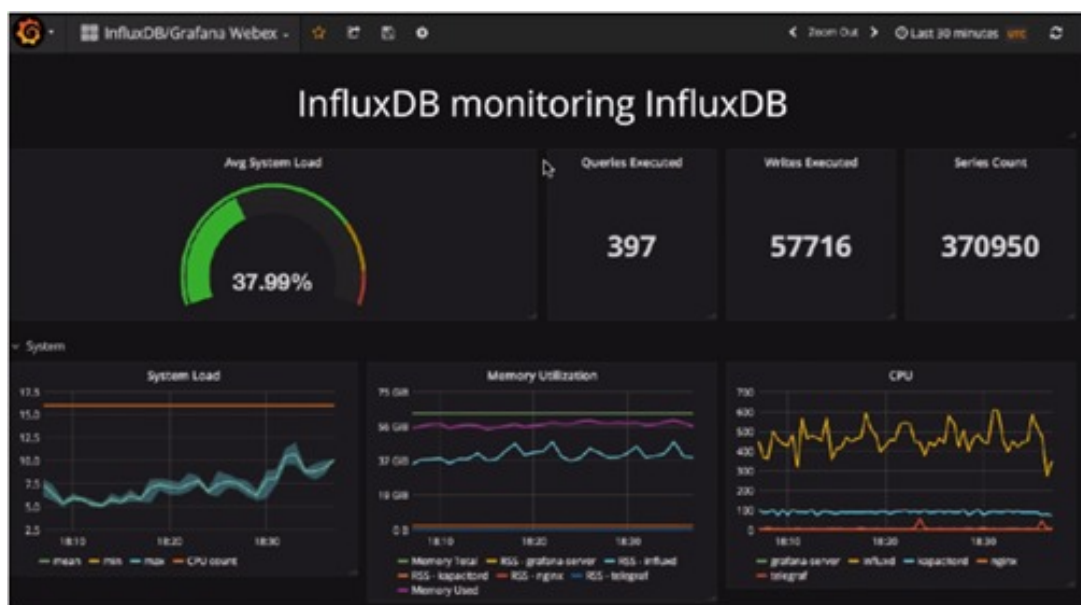 InfluxDB/Grafana Webex
Zoom Out
Last 30 minutes UTC
InfluxDB monitoring InfluxDB
Avg System Load
Queries Executed
Writes Executed
Series Count
37.99%
397
57716
370950
System
System Load
17.5
15.0
12.5
10.0
7.5
5.0
2.5
18:10 18:20 18:30
mean min max CPU count
Memory Utilization
75 GiB
56 GiB
37 GiB
19 GiB
0 B
18:10 18:20 18:30
Memory Total RSS - grafana server RSS - influxd
RSS - kapacitord RSS - nginx RSS - telegraf
Memory Used
CPU
700
600
500
400
300
200
100
0
18:10 18:20 18:30
grafana server influxd kapacitord nginx
telegraf